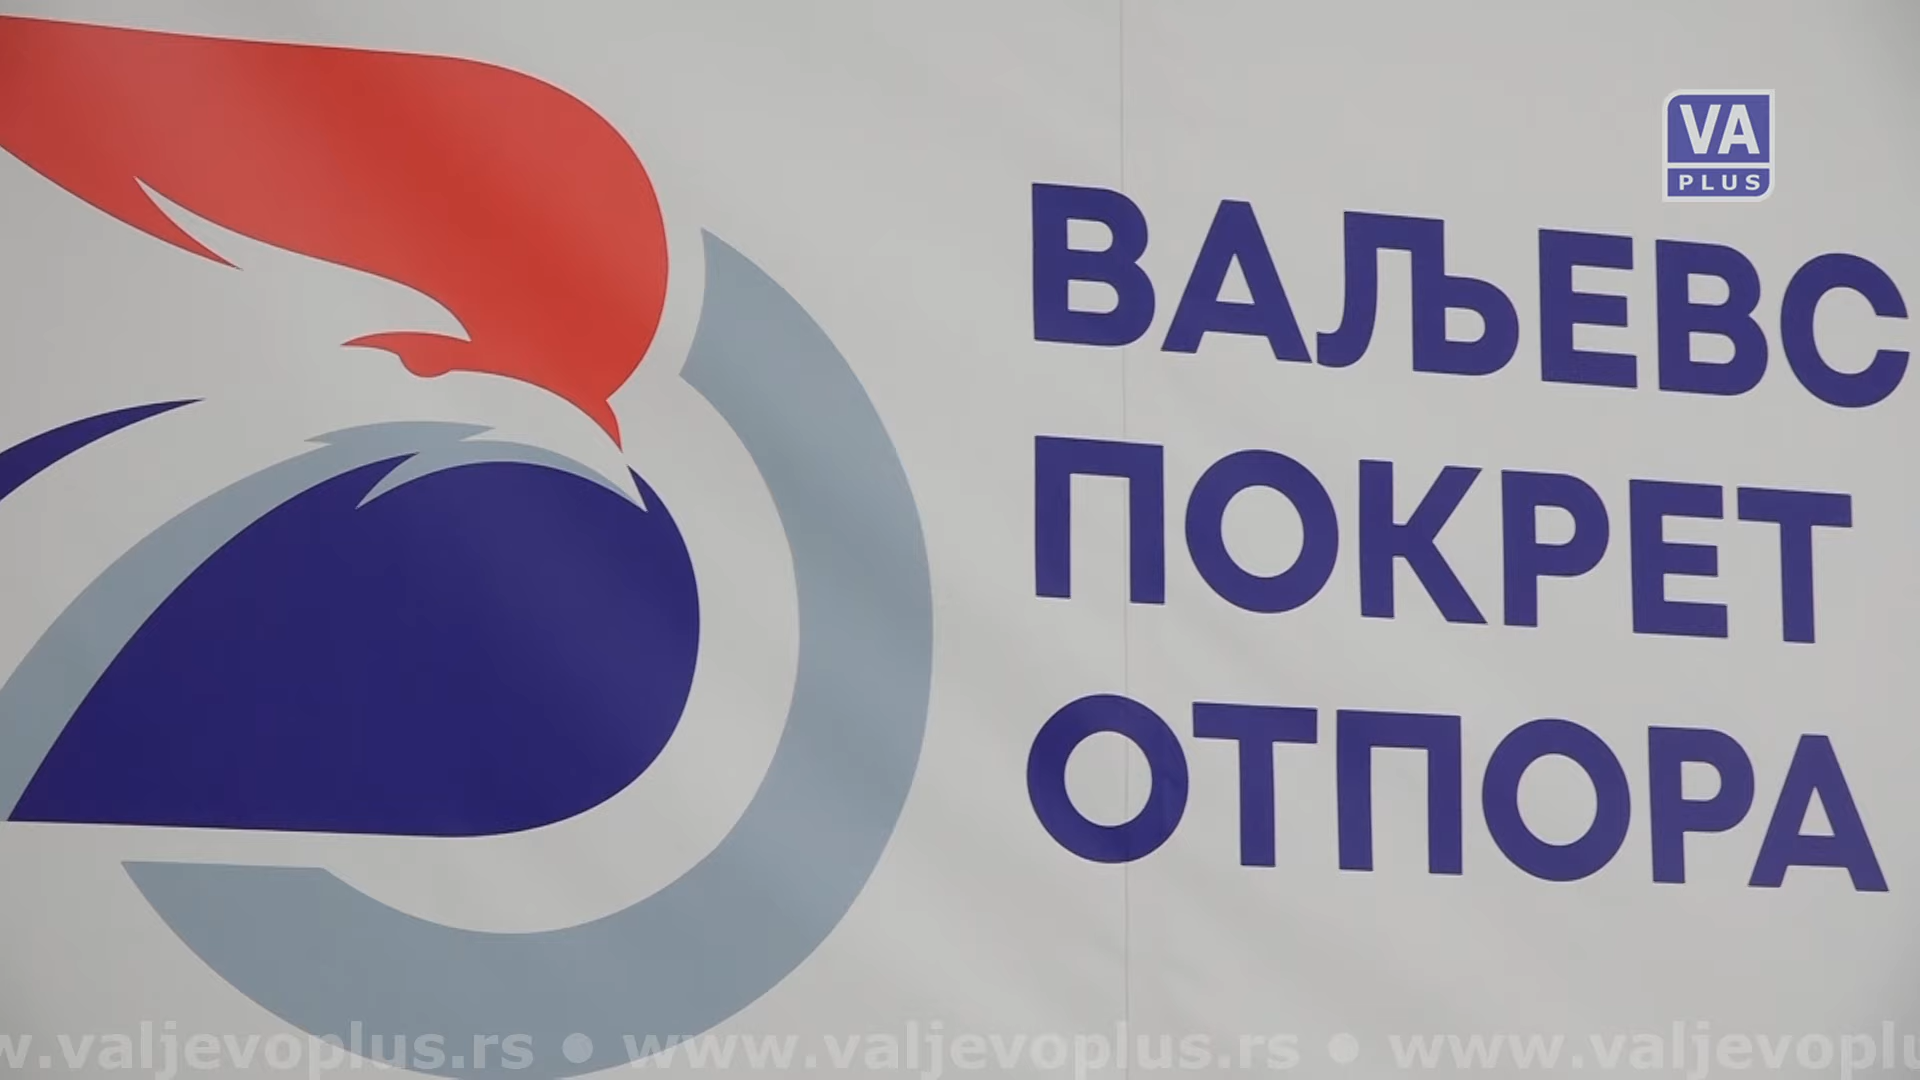 VA
PLUS
ВАЉЕВС
ПОКРЕТ
ОТПОРА
w.valjevoplus.rs • www.valjevoplus.rs • www.valjevoplu